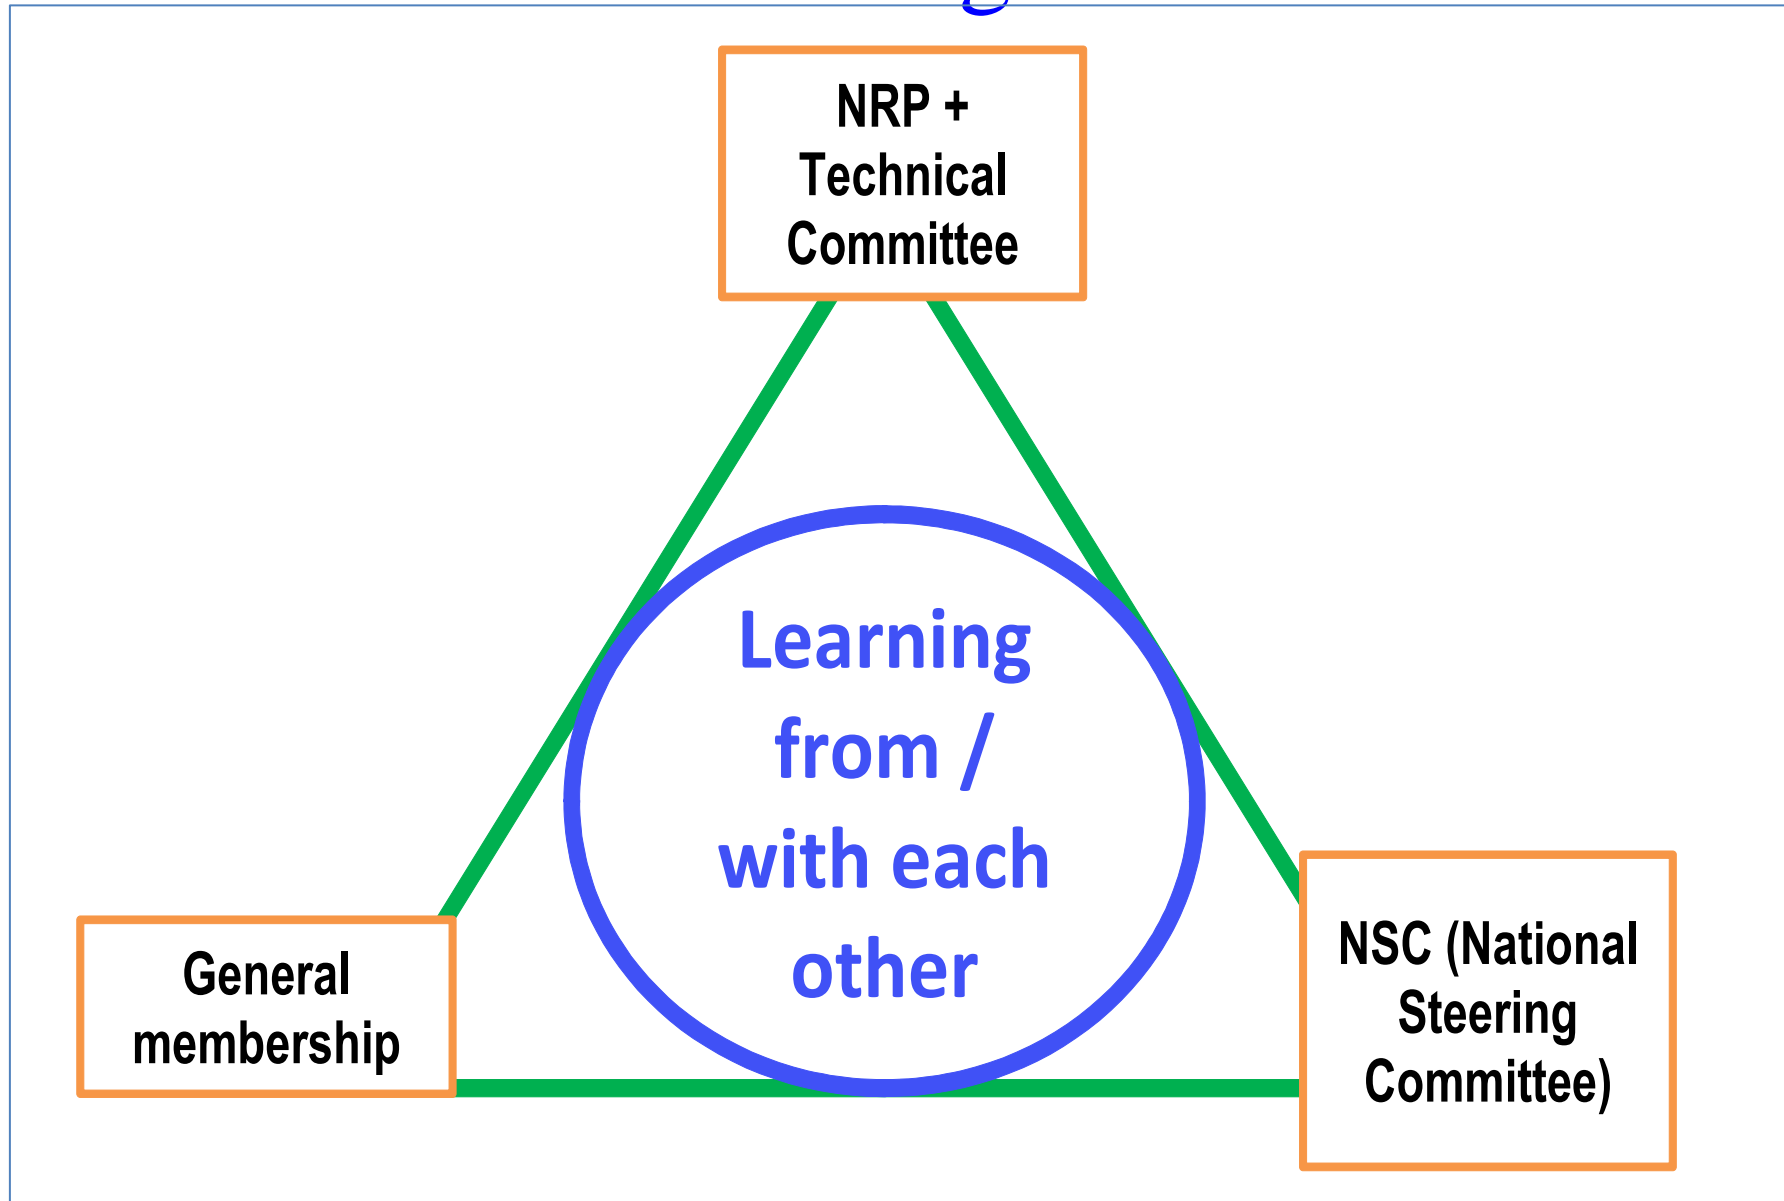 NRP +
Technical
Committee
Learning
from /
with each
other
General
membership
NSC (National
Steering
Committee)